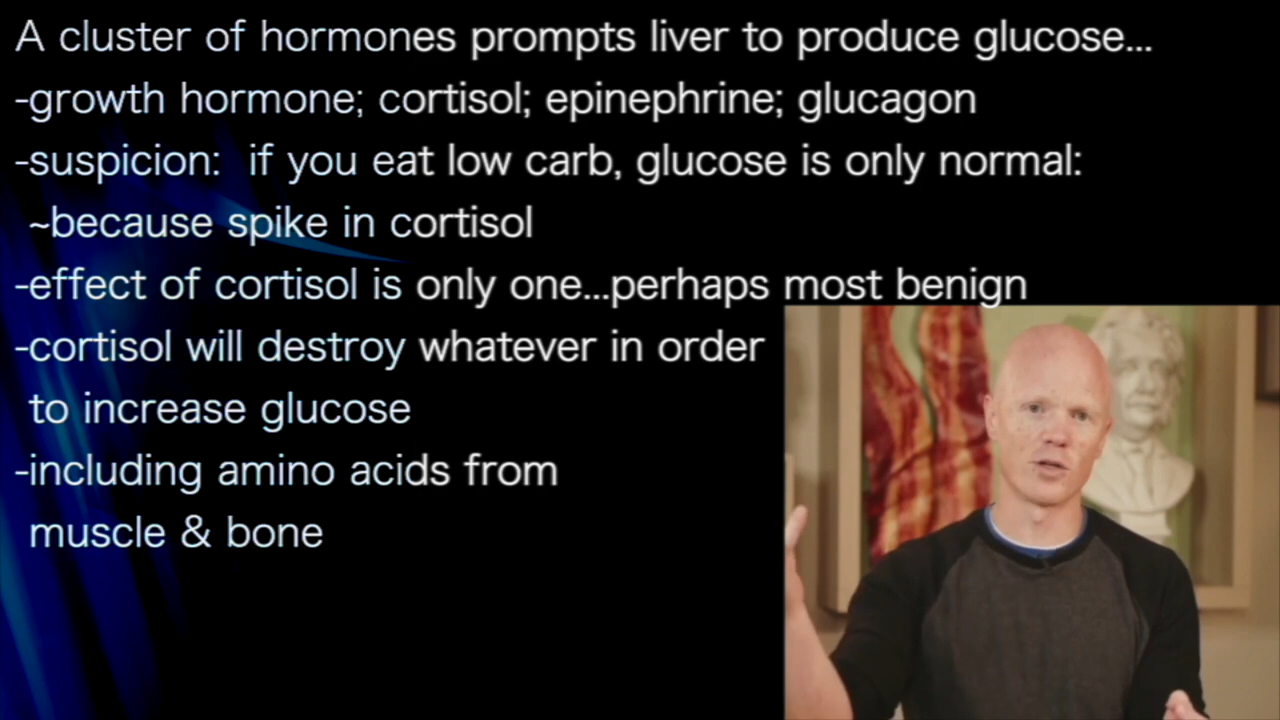 A cluster of hormones prompts liver to produce glucose...
-growth hormone; cortisol; epinephrine; glucagon
-suspicion:  if you eat low carb, glucose is only normal:
~because spike in cortisol
-effect of cortisol is only one...perhaps most benign
-cortisol will destroy whatever in order
to increase glucose
-including amino acids from
muscle & bone